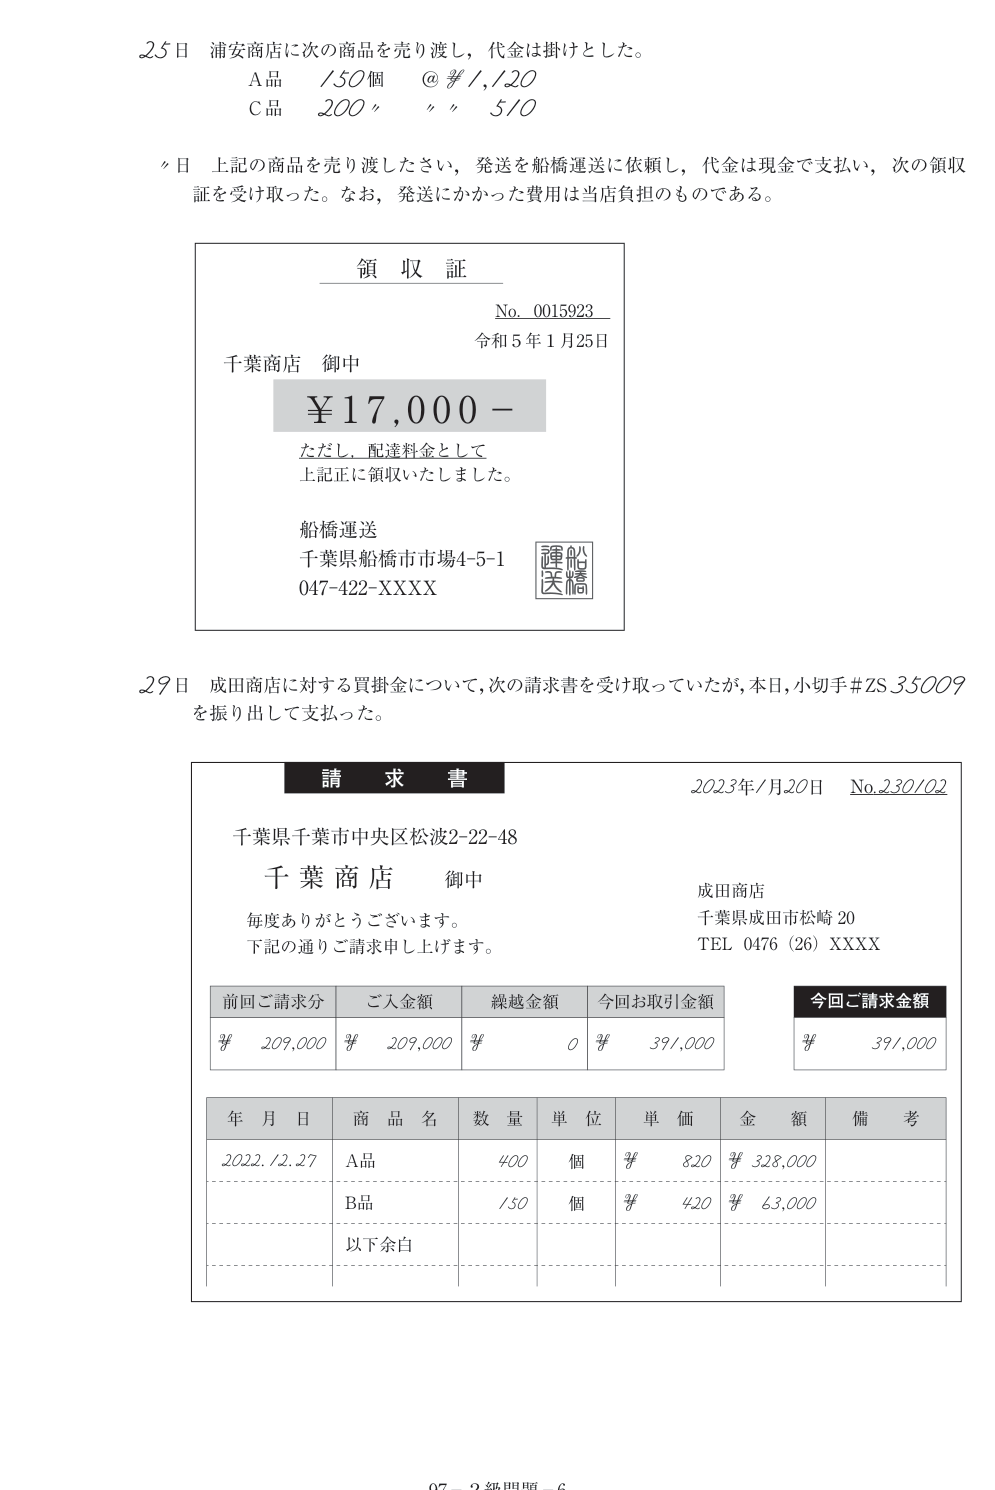 25日　浦安商店に次の商品を売り渡し，代金は掛けとした。
A品　150個　@¥1,120
C品　200〃　〃〃　510
〃日　上記の商品を売り渡したさい，発送を船橋運送に依頼し，代金は現金で支払い，次の領収
証を受け取った。なお，発送にかかった費用は当店負担のものである。
領　収　証
No. 0015923
令和５年１月25日
千葉商店　御中
¥17,000−
ただし，配達料金として
上記正に領収いたしました。
船橋運送
千葉県船橋市市場4-5-1
047-422-XXXX
船橋運送
29日　成田商店に対する買掛金について，次の請求書を受け取っていたが，本日，小切手#ZS35009
を振り出して支払った。
請　求　書
2023年1月20日　No.230102
千葉県千葉市中央区松波2-22-48
千葉商店　御中
成田商店
毎度ありがとうございます。
千葉県成田市松崎 20
下記の通りご請求申し上げます。
TEL 0476（26）XXXX
前回ご請求分　ご入金額　繰越金額　今回お取引金額　今回ご請求金額
¥ 209,000　¥ 209,000　¥ 0　¥ 391,000　¥ 391,000
年　月　日　商　品　名　数　量　単　位　単　価　金　額　備　考
2022.12.27　A品　400　個　¥ 820　¥ 328,000
B品　150　個　¥ 420　¥ 63,000
以下余白
97－２級問題－6